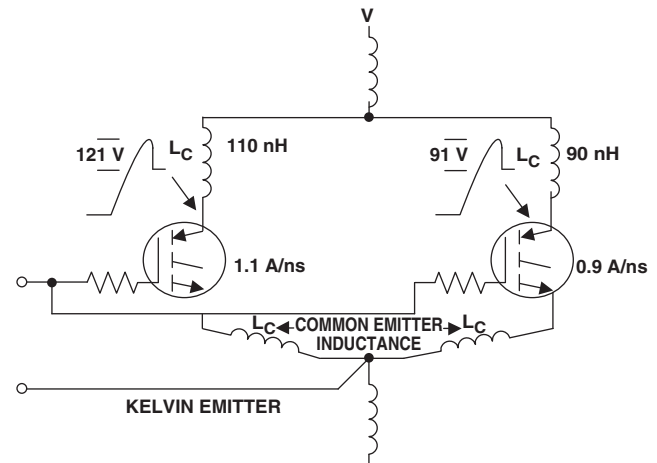 V
121 V
LC
110 nH
91 V
LC
90 nH
1.1 A/ns
0.9 A/ns
LC
COMMON EMITTER
INDUCTANCE
LC
KELVIN EMITTER